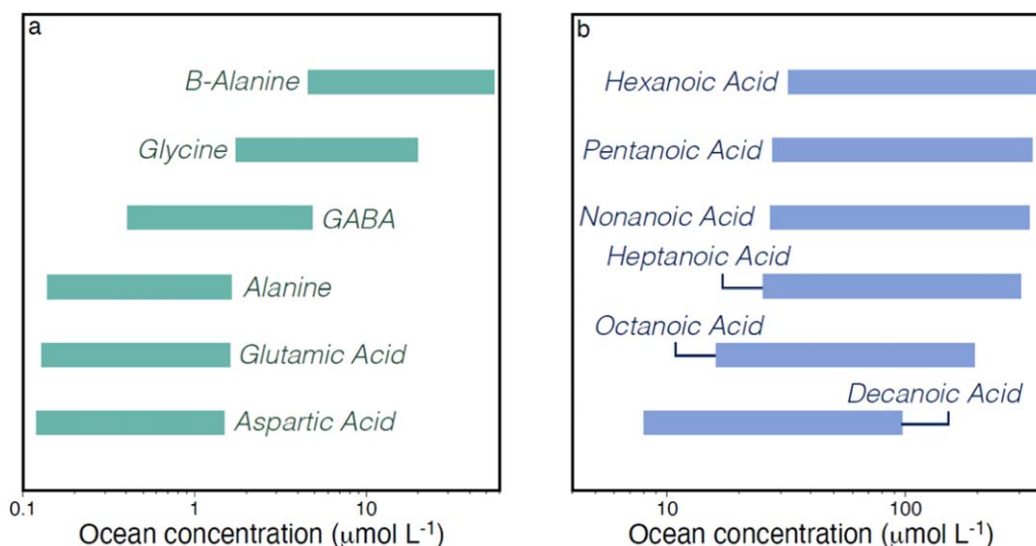 a
B-Alanine
Glycine
GABA
Alanine
Glutamic Acid
Aspartic Acid
0.1 1 10
Ocean concentration (μmol L-1)
b
Hexanoic Acid
Pentanoic Acid
Nonanoic Acid
Heptanoic Acid
Octanoic Acid
Decanoic Acid
10 100
Ocean concentration (μmol L-1)